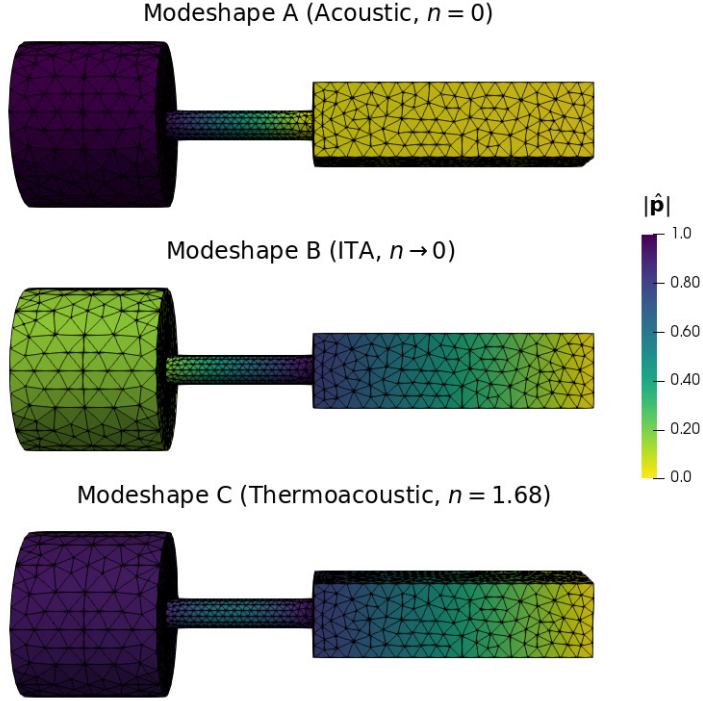 Modeshape A (Acoustic, n = 0)
Modeshape B (ITA, n → 0)
|p̂|
1.0
0.80
0.60
0.40
0.20
0.0
Modeshape C (Thermoacoustic, n = 1.68)